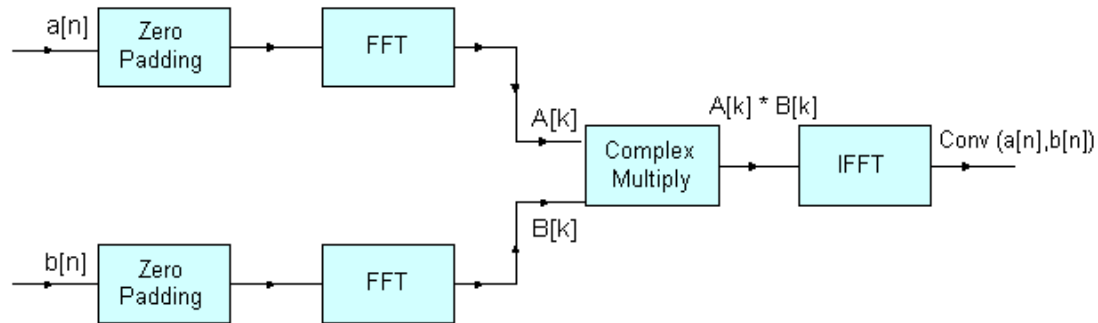 a[n]
Zero
Padding
FFT
A[k]
A[k] * B[k]
Complex
Multiply
IFFT
Conv (a[n],b[n])
B[k]
b[n]
Zero
Padding
FFT